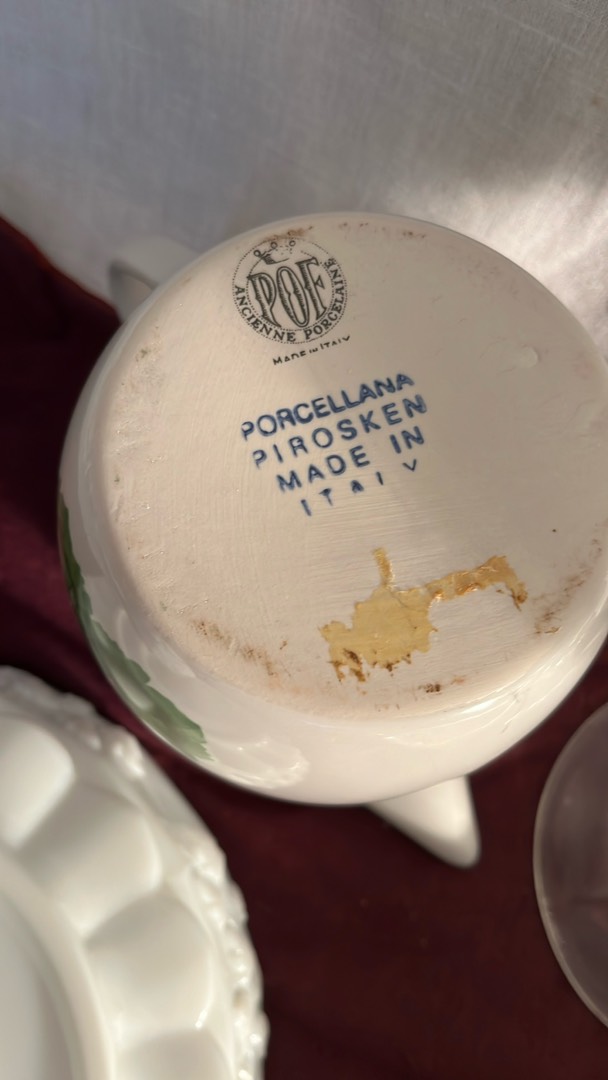 POF
ANCIENNE PORCELAINE
MADE IN ITALY
PORCELLANA
PIROSKEN
MADE IN
ITALY